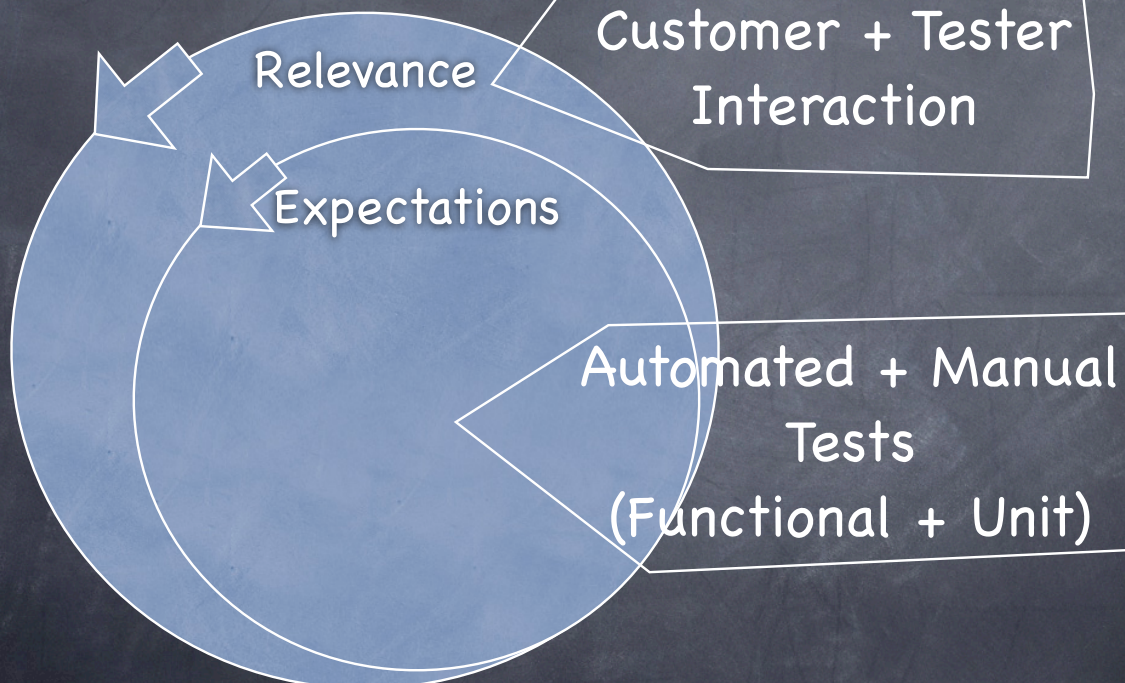 Relevance
Customer + Tester
Interaction
Expectations
Automated + Manual
Tests
(Functional + Unit)